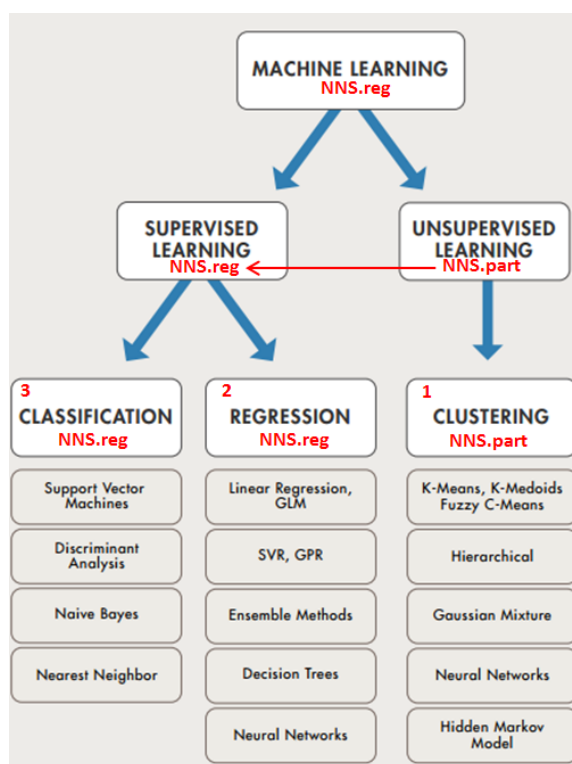 MACHINE LEARNING
NNS.reg
SUPERVISED
LEARNING
NNS.reg
UNSUPERVISED
LEARNING
NNS.part
3
CLASSIFICATION
NNS.reg
2
REGRESSION
NNS.reg
1
CLUSTERING
NNS.part
Support Vector
Machines
Discriminant
Analysis
Naive Bayes
Nearest Neighbor
Linear Regression,
GLM
SVR, GPR
Ensemble Methods
Decision Trees
Neural Networks
K-Means, K-Medoids
Fuzzy C-Means
Hierarchical
Gaussian Mixture
Neural Networks
Hidden Markov
Model